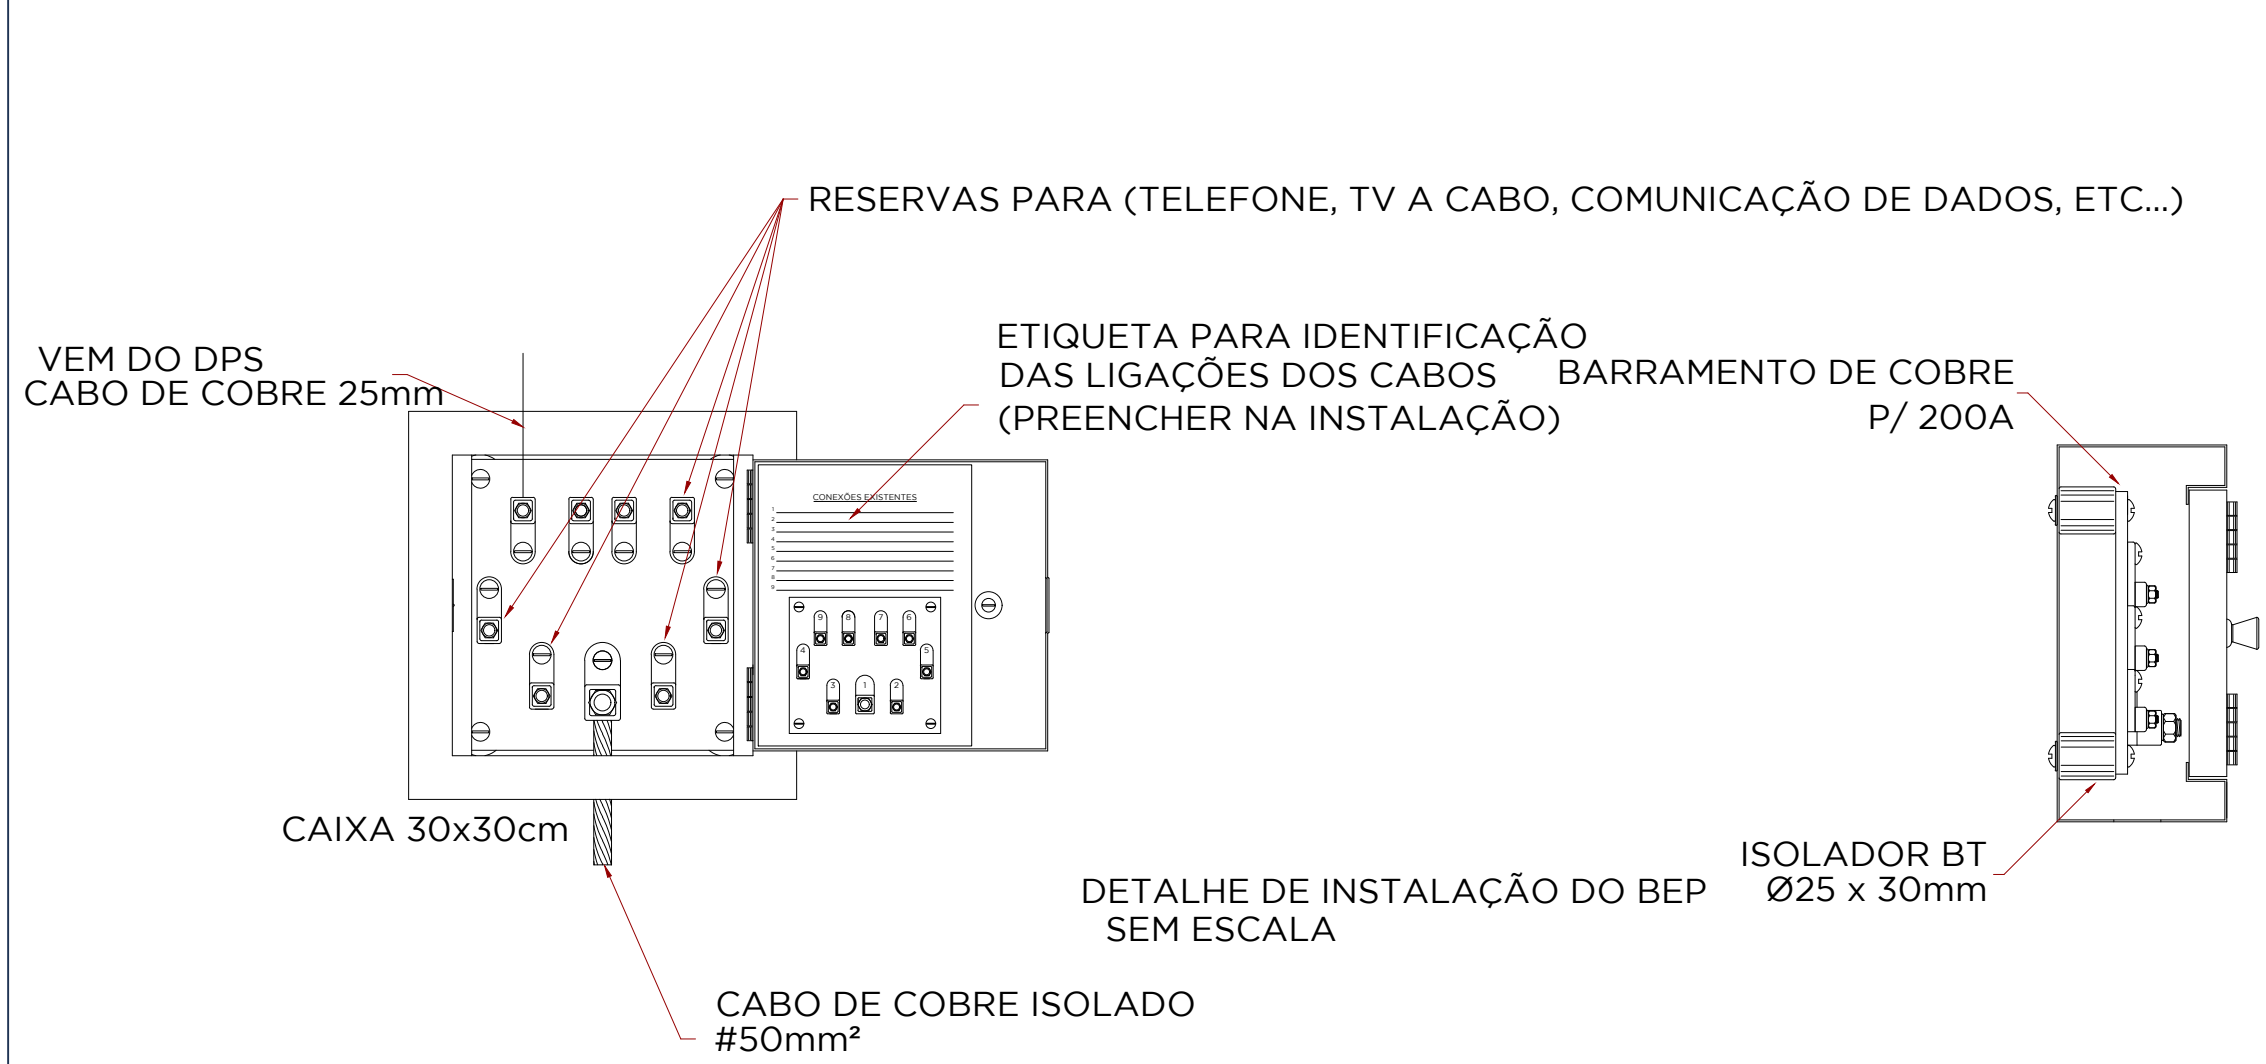 RESERVAS PARA (TELEFONE, TV A CABO, COMUNICAÇÃO DE DADOS, ETC...)
VEM DO DPS
CABO DE COBRE 25mm
ETIQUETA PARA IDENTIFICAÇÃO
DAS LIGAÇÕES DOS CABOS
(PREENCHER NA INSTALAÇÃO)
BARRAMENTO DE COBRE
P/ 200A
CONEXÕES EXISTENTES
1
2
3
4
5
6
7
8
9
9 8 7 6
4 5
3 1 2
CAIXA 30x30cm
ISOLADOR BT
Ø25 x 30mm
DETALHE DE INSTALAÇÃO DO BEP
SEM ESCALA
CABO DE COBRE ISOLADO
#50mm²